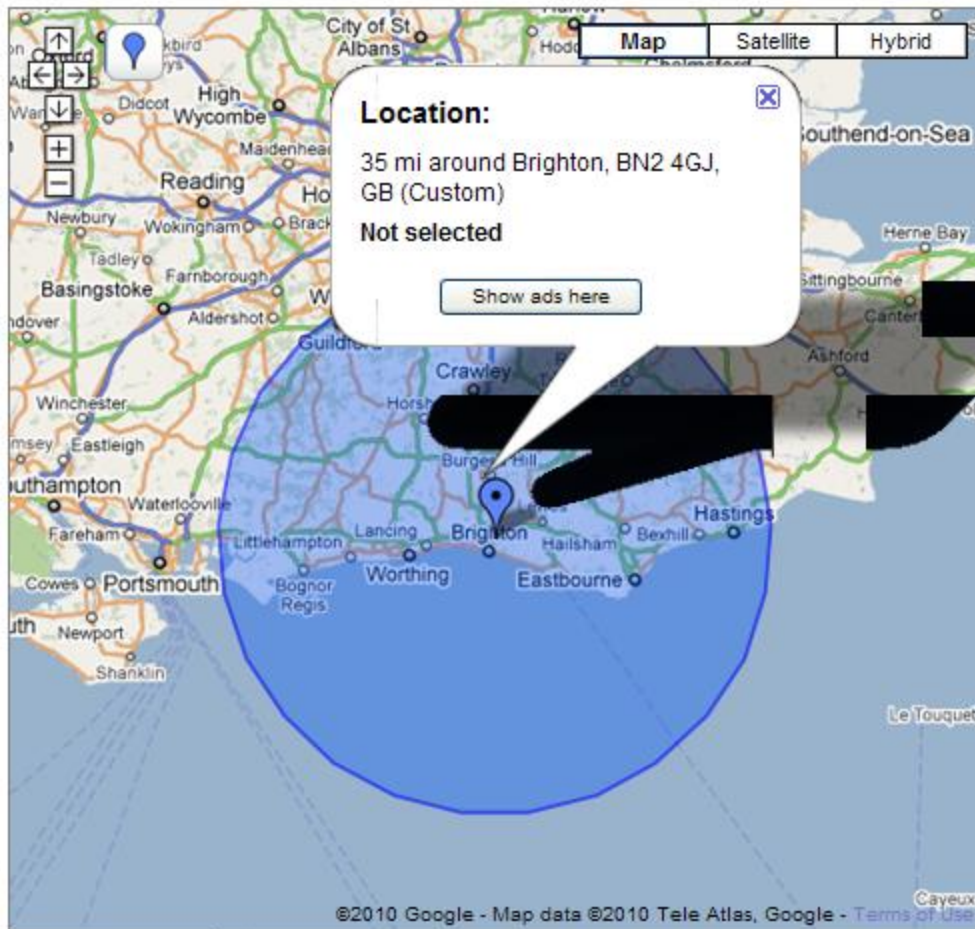 City of St
Albans
Map
Satellite
Hybrid
Didcot
High
Wycombe
Location:
35 mi around Brighton, BN2 4GJ,
GB (Custom)
Not selected
Show ads here
Southend-on-Sea
Reading
Newbury
Wokingham
Tadley
Farnborough
Basingstoke
Aldershot
Herne Bay
Sittingbourne
Ashford
Guildford
Crawley
Winchester
Eastleigh
Burgess Hill
Waterlooville
Fareham
Littlehampton
Lancing
Brighton
Hailsham
Bexhill
Hastings
Cowes
Portsmouth
Bognor
Regis
Worthing
Eastbourne
Newport
Shanklin
Le Touquet
Cayeux
©2010 Google - Map data ©2010 Tele Atlas, Google - Terms of Use